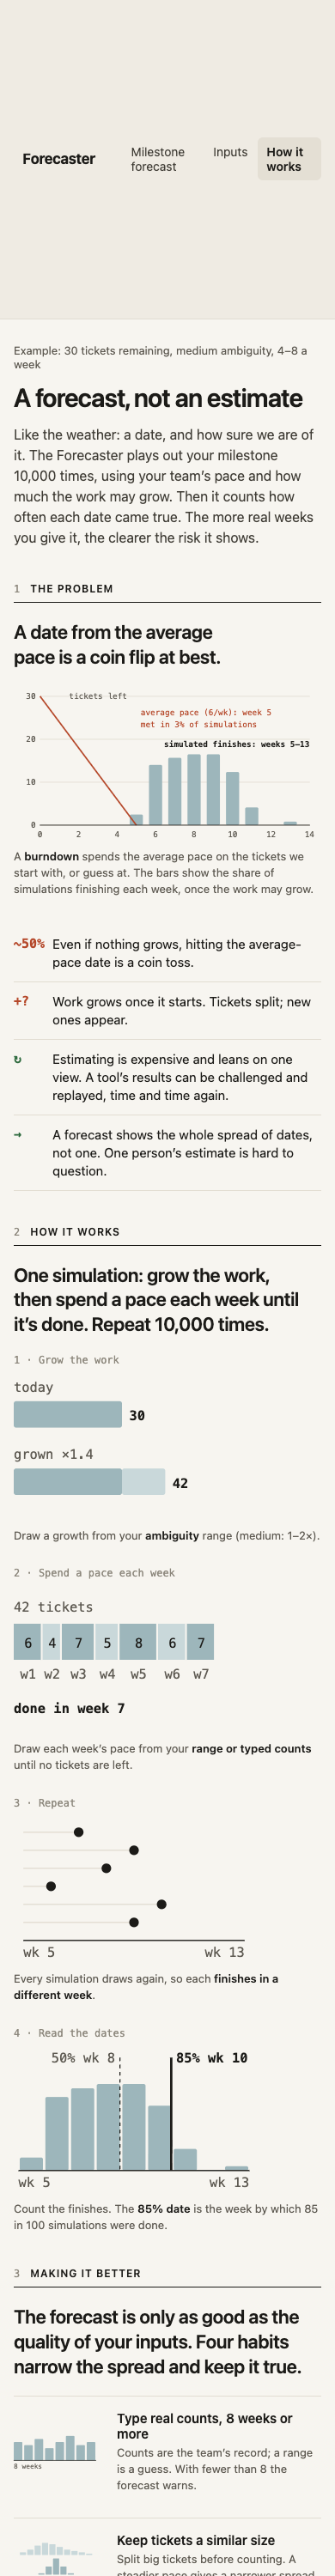 Forecaster
Milestone
forecast
Inputs
How it
works
Example: 30 tickets remaining, medium ambiguity, 4–8 a
week
A forecast, not an estimate
Like the weather: a date, and how sure we are of
it. The Forecaster plays out your milestone
10,000 times, using your team’s pace and how
much the work may grow. Then it counts how
often each date came true. The more real weeks
you give it, the clearer the risk it shows.
1 THE PROBLEM
A date from the average
pace is a coin flip at best.
30 tickets left
average pace (6/wk): week 5
met in 3% of simulations
20
simulated finishes: weeks 5–13
10
0
0 2 4 6 8 10 12 14
A burndown spends the average pace on the tickets we
start with, or guess at. The bars show the share of
simulations finishing each week, once the work may grow.
~50% Even if nothing grows, hitting the average-
pace date is a coin toss.
+? Work grows once it starts. Tickets split; new
ones appear.
↻ Estimating is expensive and leans on one
view. A tool’s results can be challenged and
replayed, time and time again.
→ A forecast shows the whole spread of dates,
not one. One person’s estimate is hard to
question.
2 HOW IT WORKS
One simulation: grow the work,
then spend a pace each week until
it’s done. Repeat 10,000 times.
1 · Grow the work
today
30
grown ×1.4
42
Draw a growth from your ambiguity range (medium: 1–2×).
2 · Spend a pace each week
42 tickets
6 4 7 5 8 6 7
w1 w2 w3 w4 w5 w6 w7
done in week 7
Draw each week’s pace from your range or typed counts
until no tickets are left.
3 · Repeat
wk 5 wk 13
Every simulation draws again, so each finishes in a
different week.
4 · Read the dates
50% wk 8 85% wk 10
wk 5 wk 13
Count the finishes. The 85% date is the week by which 85
in 100 simulations were done.
3 MAKING IT BETTER
The forecast is only as good as the
quality of your inputs. Four habits
narrow the spread and keep it true.
8 weeks
Type real counts, 8 weeks or
more
Counts are the team’s record; a range
is a guess. With fewer than 8 the
forecast warns.
Keep tickets a similar size
Split big tickets before counting. A
steadier pace gives a narrower spread